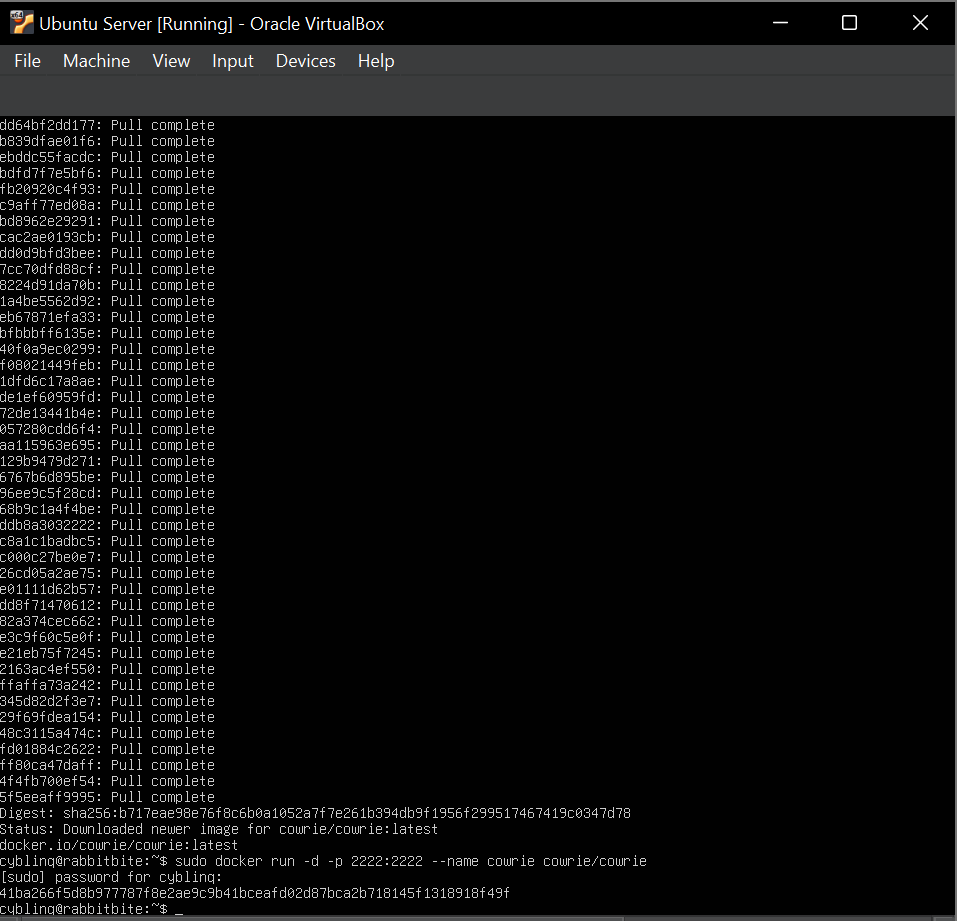 Ubuntu Server [Running] - Oracle VirtualBox
File Machine View Input Devices Help
dd64bf2dd177: Pull complete
b839dfae01f6: Pull complete
ebddc55facdc: Pull complete
bdfd7f7e5bf6: Pull complete
fb20920c4f93: Pull complete
c9aff77ed08a: Pull complete
bd8962e29291: Pull complete
cac2ae0193cb: Pull complete
dd0d9bfd3bee: Pull complete
7cc70dfd88cf: Pull complete
8224d91da70b: Pull complete
1a4be5562d92: Pull complete
eb67871efa33: Pull complete
bfbbbff6135e: Pull complete
40f0a9ec0299: Pull complete
f08021449feb: Pull complete
1dfd6c17a8ae: Pull complete
de1ef60959fd: Pull complete
72de13441b4e: Pull complete
057280cdd6f4: Pull complete
aa115963e695: Pull complete
129b9479d271: Pull complete
6767b6d895be: Pull complete
96ee9c5f28cd: Pull complete
68b9c1a4f4be: Pull complete
ddb8a3032222: Pull complete
c8a1c1badbc5: Pull complete
c000c27be0e7: Pull complete
26cd05a2ae75: Pull complete
e01111d62b57: Pull complete
dd8f71470612: Pull complete
82a374cec662: Pull complete
e3c9f60c5e0f: Pull complete
e21eb75f7245: Pull complete
2163ac4ef550: Pull complete
ffaffa73a242: Pull complete
345d82d2f3e7: Pull complete
29f69fdea154: Pull complete
48c3115a474c: Pull complete
fd01884c2622: Pull complete
ff80ca47daff: Pull complete
4f4fb700ef54: Pull complete
5f5eeaff9995: Pull complete
Digest: sha256:b717eae98e76f8c6b0a1052a7f7e261b394db9f1956f299517467419c0347d78
Status: Downloaded newer image for cowrie/cowrie:latest
docker.io/cowrie/cowrie:latest
cyblinq@rabbitbite:~$ sudo docker run -d -p 2222:2222 --name cowrie cowrie/cowrie
[sudo] password for cyblinq:
41ba266f5d8b977787f8e2ae9c9b41bceafd02d87bca2b718145f1318918f49f
cyblinq@rabbitbite:~$ _